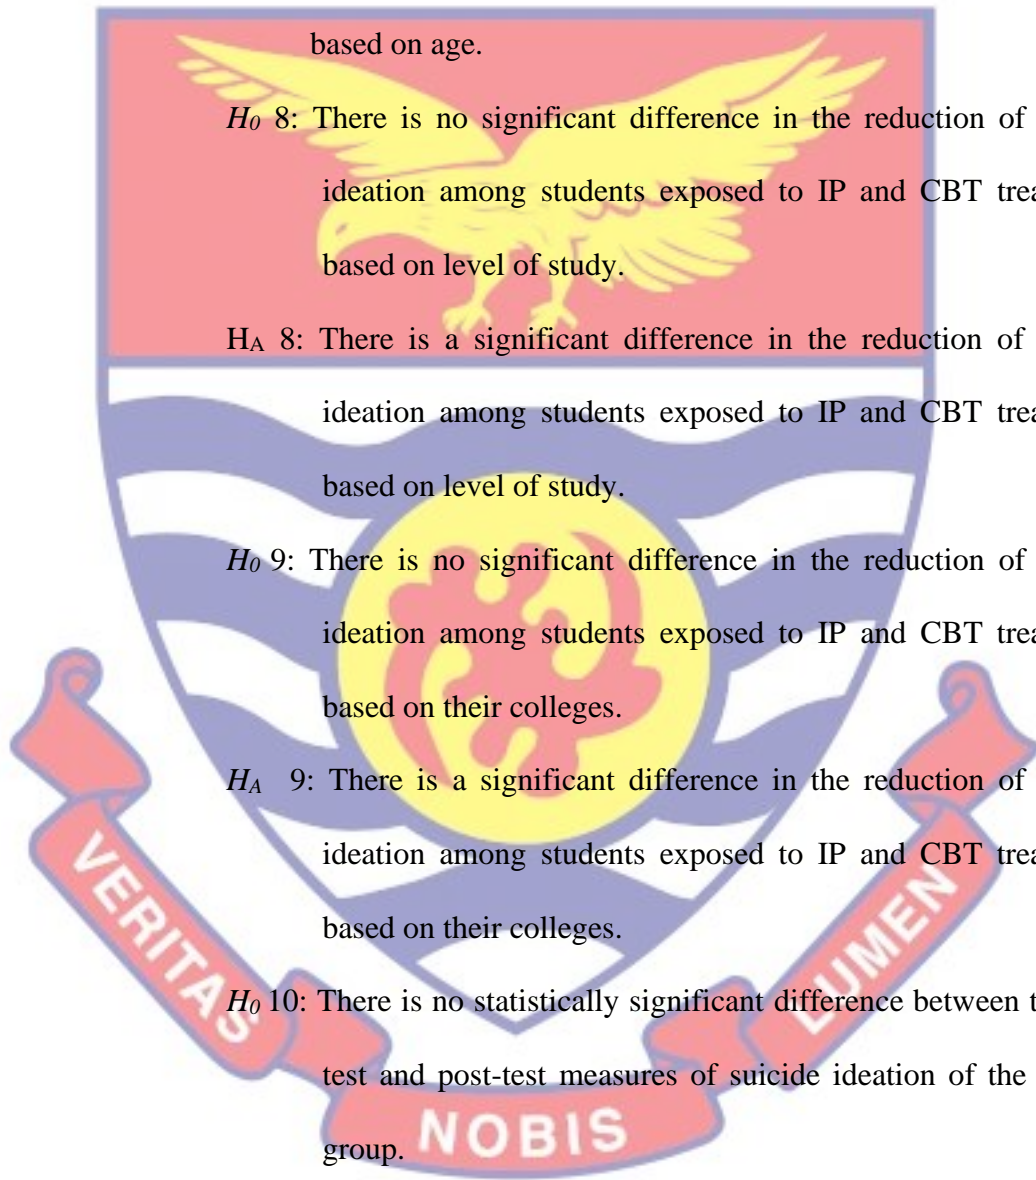 based on age.
H0 8: There is no significant difference in the reduction of
ideation among students exposed to IP and CBT trea
based on level of study.
HA 8: There is a significant difference in the reduction of
ideation among students exposed to IP and CBT trea
based on level of study.
H0 9: There is no significant difference in the reduction of
ideation among students exposed to IP and CBT trea
based on their colleges.
HA 9: There is a significant difference in the reduction of
ideation among students exposed to IP and CBT trea
based on their colleges.
H0 10: There is no statistically significant difference between t
test and post-test measures of suicide ideation of the
group.
VERITAS
NOBIS
LUMEN